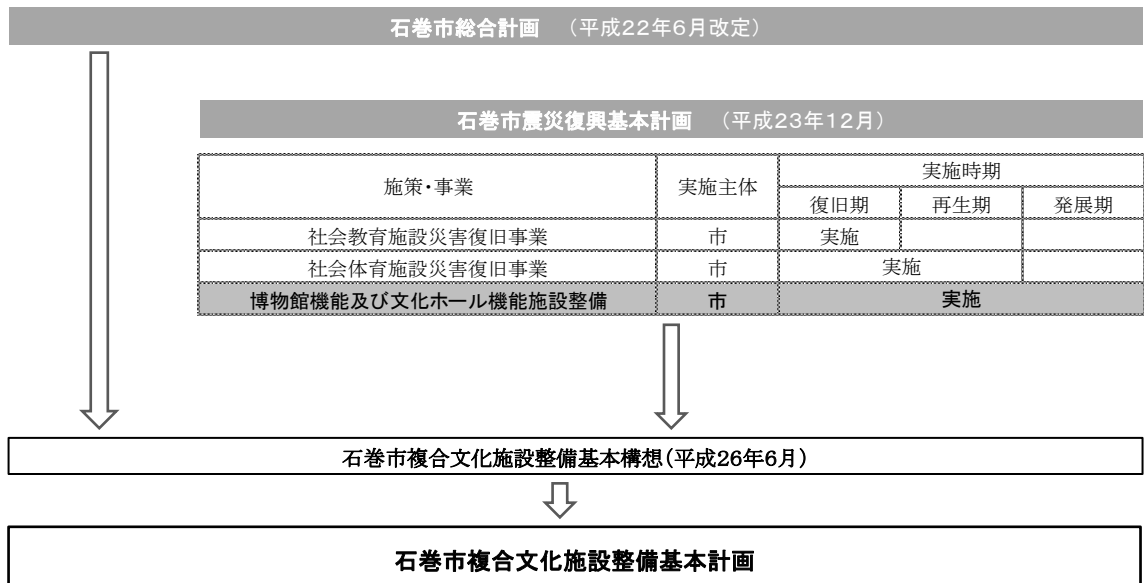 石巻市総合計画 （平成22年6月改定）
石巻市震災復興基本計画 （平成23年12月）
施策・事業 実施主体 実施時期
復旧期 再生期 発展期
社会教育施設災害復旧事業 市 実施
社会体育施設災害復旧事業 市 実施
博物館機能及び文化ホール機能施設整備 市 実施
石巻市複合文化施設整備基本構想（平成26年6月）
石巻市複合文化施設整備基本計画